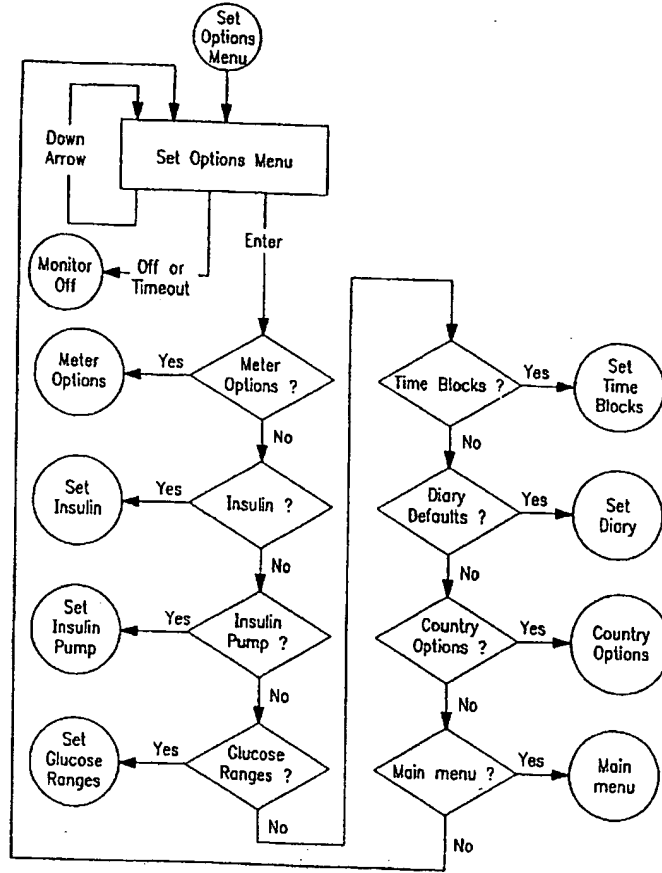 Set
Options
Menu
Down
Arrow
Set Options Menu
Enter
Monitor
Off
Off or
Timeout
Meter
Options
Yes
Meter
Options ?
No
Set
Insulin
Yes
Insulin ?
No
Set
Insulin
Pump
Yes
Insulin
Pump ?
No
Set
Glucose
Ranges
Yes
Glucose
Ranges ?
No
Time Blocks ?
Yes
Set
Time
Blocks
No
Diary
Defaults ?
Yes
Set
Diary
No
Country
Options ?
Yes
Country
Options
No
Main menu ?
Yes
Main
menu
No